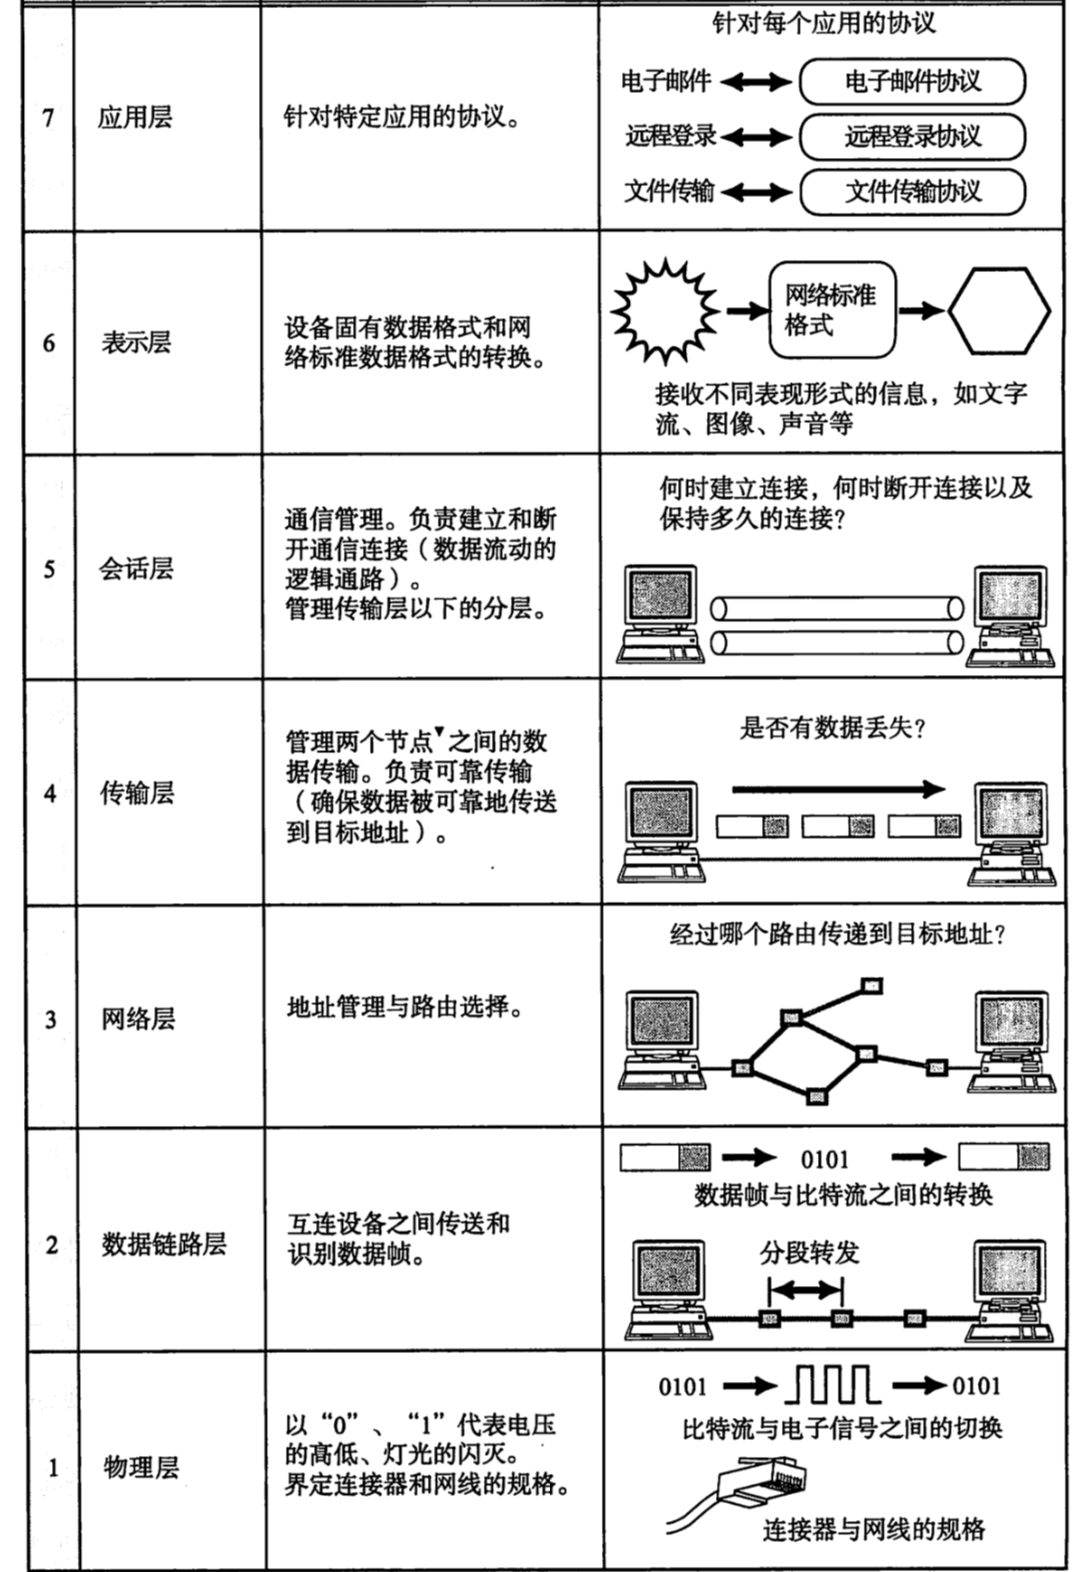 7
应用层
针对特定应用的协议。
针对每个应用的协议
电子邮件
电子邮件协议
远程登录
远程登录协议
文件传输
文件传输协议
6
表示层
设备固有数据格式和网
络标准数据格式的转换。
网络标准
格式
接收不同表现形式的信息，如文字
流、图像、声音等
5
会话层
通信管理。负责建立和断
开通信连接（数据流动的
逻辑通路）。
管理传输层以下的分层。
何时建立连接，何时断开连接以及
保持多久的连接？
4
传输层
管理两个节点▼之间的数
据传输。负责可靠传输
（确保数据被可靠地传送
到目标地址）。
是否有数据丢失？
3
网络层
地址管理与路由选择。
经过哪个路由传递到目标地址？
2
数据链路层
互连设备之间传送和
识别数据帧。
0101
数据帧与比特流之间的转换
分段转发
1
物理层
以“0”、“1”代表电压
的高低、灯光的闪灭。
界定连接器和网线的规格。
0101
0101
比特流与电子信号之间的切换
连接器与网线的规格